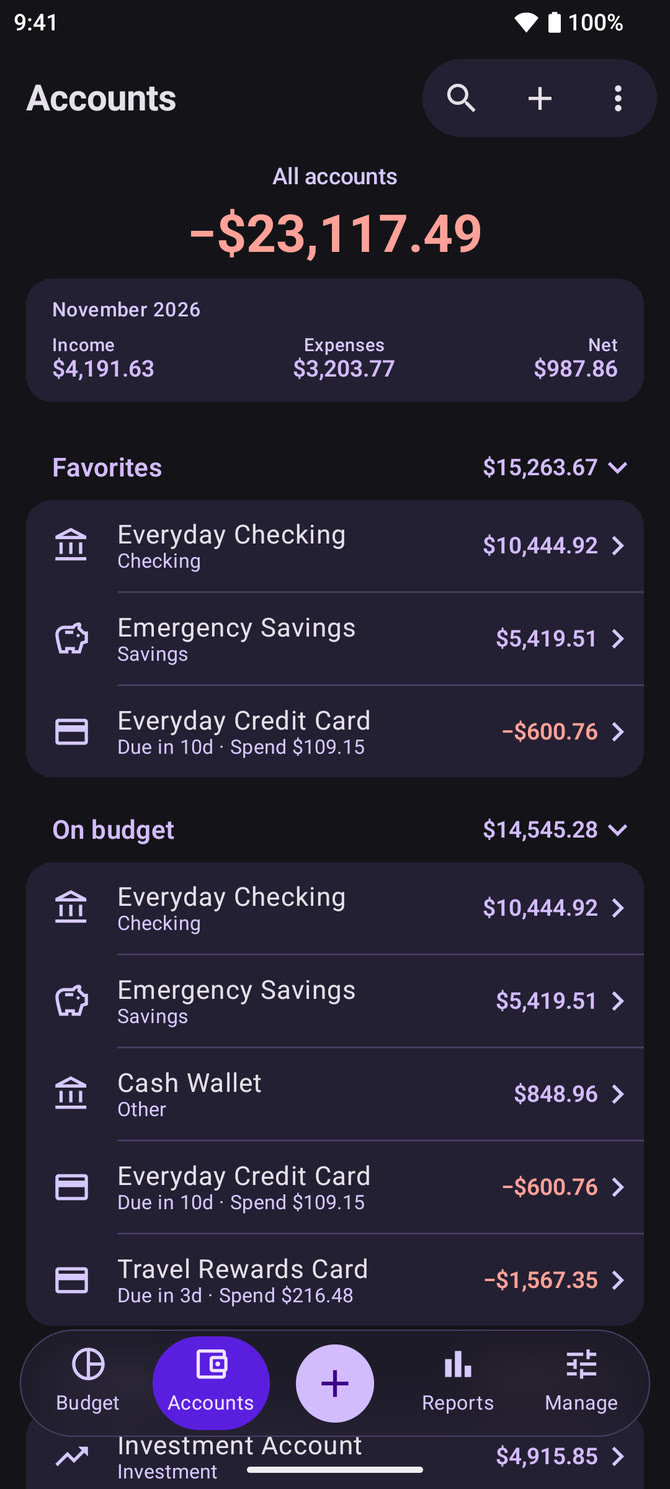 9:41
100%
Accounts
All accounts
−$23,117.49
November 2026
Income
$4,191.63
Expenses
$3,203.77
Net
$987.86
Favorites
$15,263.67
Everyday Checking
Checking
$10,444.92
Emergency Savings
Savings
$5,419.51
Everyday Credit Card
Due in 10d · Spend $109.15
−$600.76
On budget
$14,545.28
Everyday Checking
Checking
$10,444.92
Emergency Savings
Savings
$5,419.51
Cash Wallet
Other
$848.96
Everyday Credit Card
Due in 10d · Spend $109.15
−$600.76
Travel Rewards Card
Due in 3d · Spend $216.48
−$1,567.35
Budget
Accounts
Reports
Manage
Investment Account
Investment
$4,915.85